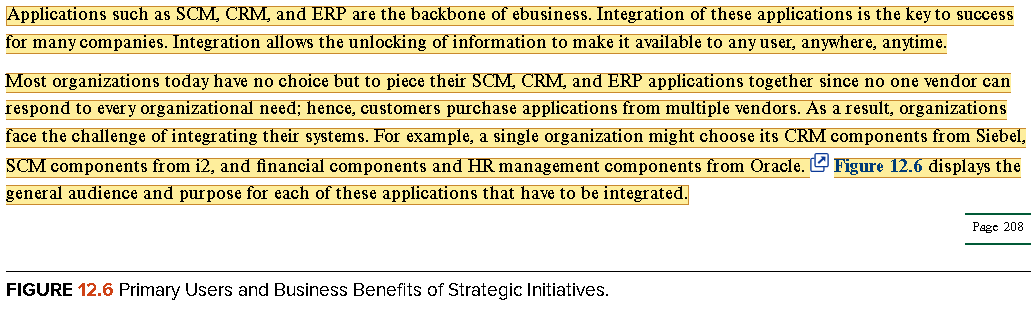 Applications such as SCM, CRM, and ERP are the backbone of ebusiness. Integration of these applications is the key to success
for many companies. Integration allows the unlocking of information to make it available to any user, anywhere, anytime.
Most organizations today have no choice but to piece their SCM, CRM, and ERP applications together since no one vendor can
respond to every organizational need; hence, customers purchase applications from multiple vendors. As a result, organizations
face the challenge of integrating their systems. For example, a single organization might choose its CRM components from Siebel,
SCM components from i2, and financial components and HR management components from Oracle. Figure 12.6 displays the
general audience and purpose for each of these applications that have to be integrated.
Page 208
FIGURE 12.6 Primary Users and Business Benefits of Strategic Initiatives.